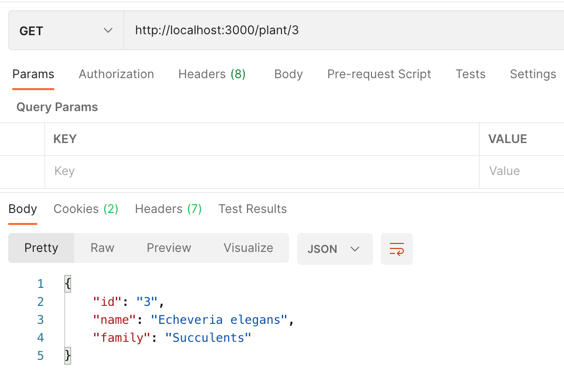 GET http://localhost:3000/plant/3
Params Authorization Headers (8) Body Pre-request Script Tests Settings
Query Params
KEY VALUE
Key Value
Body Cookies (2) Headers (7) Test Results
Pretty Raw Preview Visualize JSON
1 {
2 "id": "3",
3 "name": "Echeveria elegans",
4 "family": "Succulents"
5 }